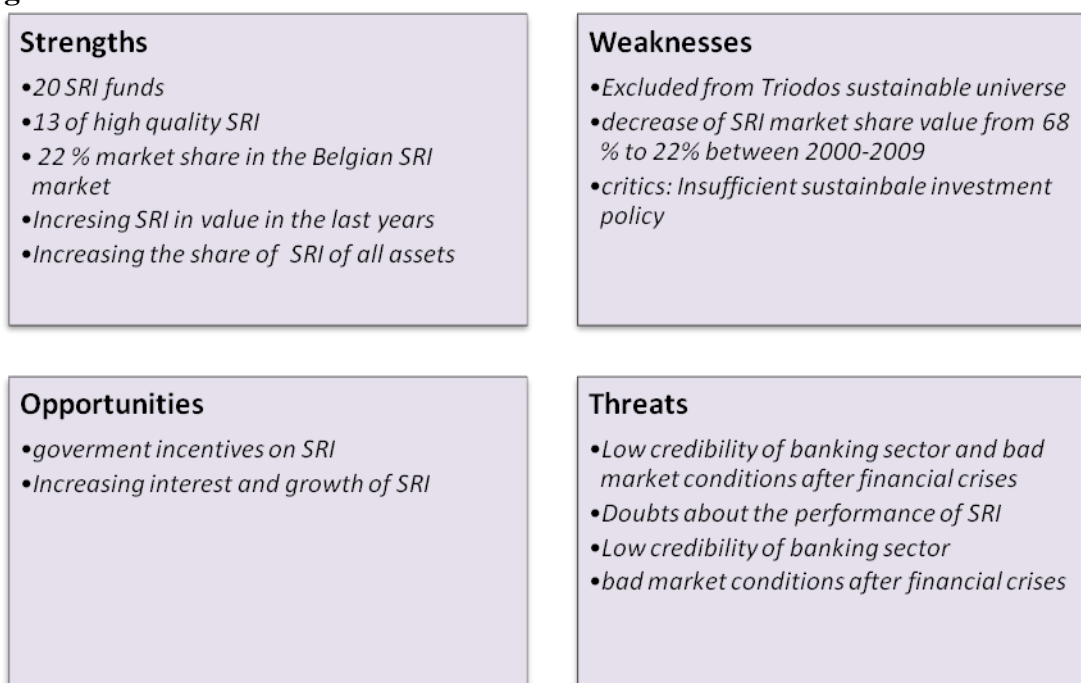 g
Strengths
•20 SRI funds
•13 of high quality SRI
• 22 % market share in the Belgian SRI
market
•Incresing SRI in value in the last years
•Increasing the share of SRI of all assets
Weaknesses
•Excluded from Triodos sustainable universe
•decrease of SRI market share value from 68
% to 22% between 2000-2009
•critics: Insufficient sustainbale investment
policy
Opportunities
•goverment incentives on SRI
•Increasing interest and growth of SRI
Threats
•Low credibility of banking sector and bad
market conditions after financial crises
•Doubts about the performance of SRI
•Low credibility of banking sector
•bad market conditions after financial crises